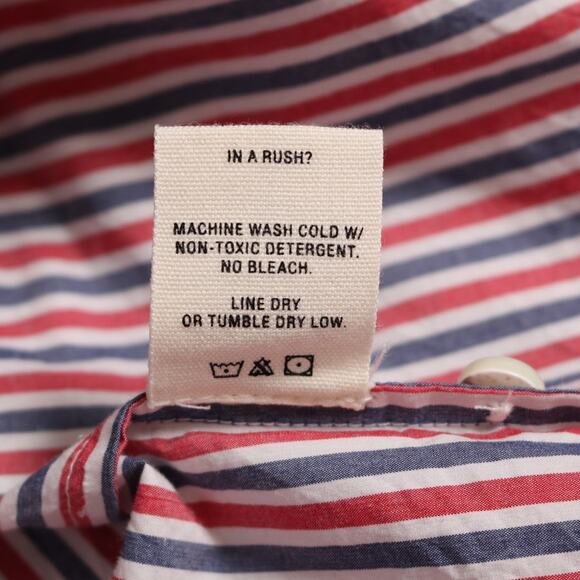 IN A RUSH?
MACHINE WASH COLD W/
NON-TOXIC DETERGENT.
NO BLEACH.
LINE DRY
OR TUMBLE DRY LOW.